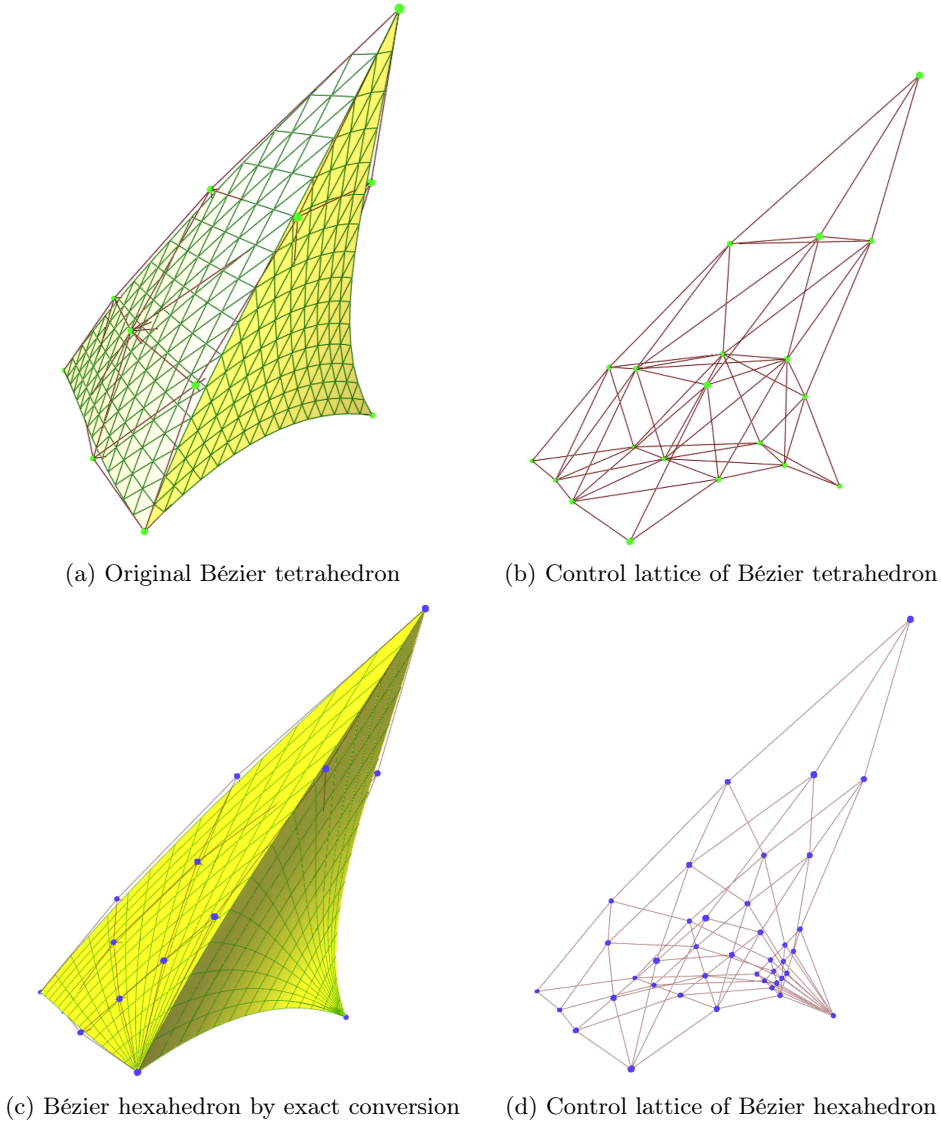 (a) Original Bézier tetrahedron
(b) Control lattice of Bézier tetrahedron
(c) Bézier hexahedron by exact conversion
(d) Control lattice of Bézier hexahedron